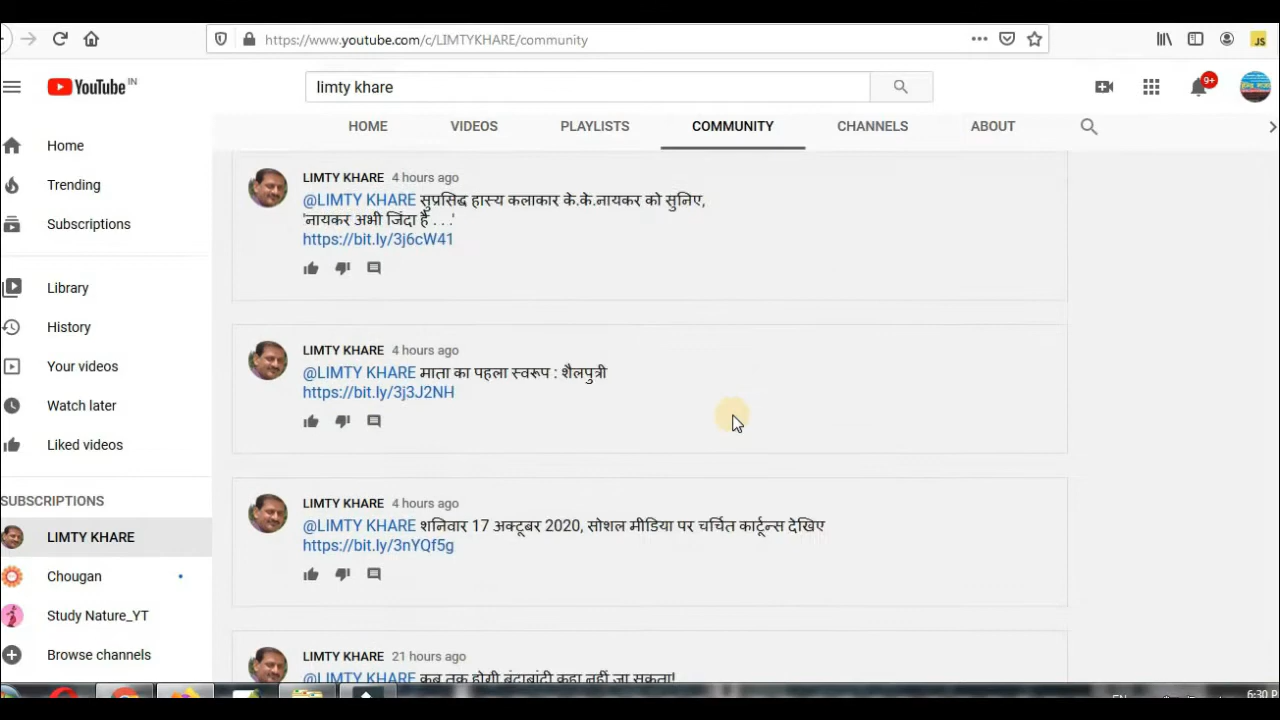 https://www.youtube.com/c/LIMTYKHARE/community
JS
YouTube IN
limty khare
9+
HOME VIDEOS PLAYLISTS COMMUNITY CHANNELS ABOUT
Home
Trending
Subscriptions
Library
History
Your videos
Watch later
Liked videos
SUBSCRIPTIONS
LIMTY KHARE
Chougan
Study Nature_YT
Browse channels
LIMTY KHARE 4 hours ago
@LIMTY KHARE सुप्रसिद्ध हास्य कलाकार के.के.नायकर को सुनिए,
'नायकर अभी जिंदा है . . .'
https://bit.ly/3j6cW41
LIMTY KHARE 4 hours ago
@LIMTY KHARE माता का पहला स्वरूप : शैलपुत्री
https://bit.ly/3j3J2NH
LIMTY KHARE 4 hours ago
@LIMTY KHARE शनिवार 17 अक्टूबर 2020, सोशल मीडिया पर चर्चित कार्टून्स देखिए
https://bit.ly/3nYQf5g
LIMTY KHARE 21 hours ago
@LIMTY KHARE कब तक होगी बूंदाबांदी कहा नहीं जा सकता!
6:30 P